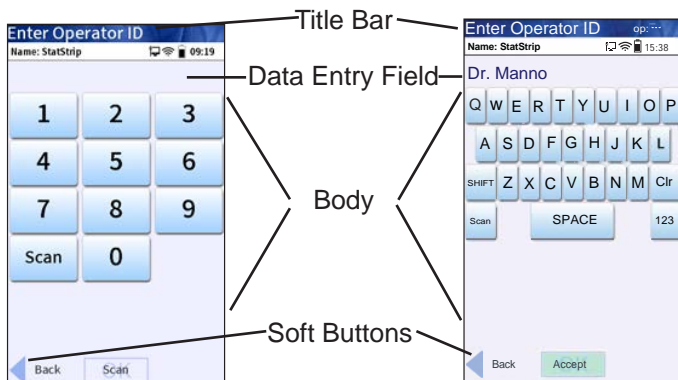 Enter Operator ID
Name: StatStrip 09:19
1 2 3
4 5 6
7 8 9
Scan 0
Back Scan
Title Bar
Data Entry Field
Body
Soft Buttons
Enter Operator ID op: ---
Name: StatStrip 15:38
Dr. Manno
Q W E R T Y U I O P
A S D F G H J K L
SHIFT Z X C V B N M Clr
Scan SPACE 123
Back Accept